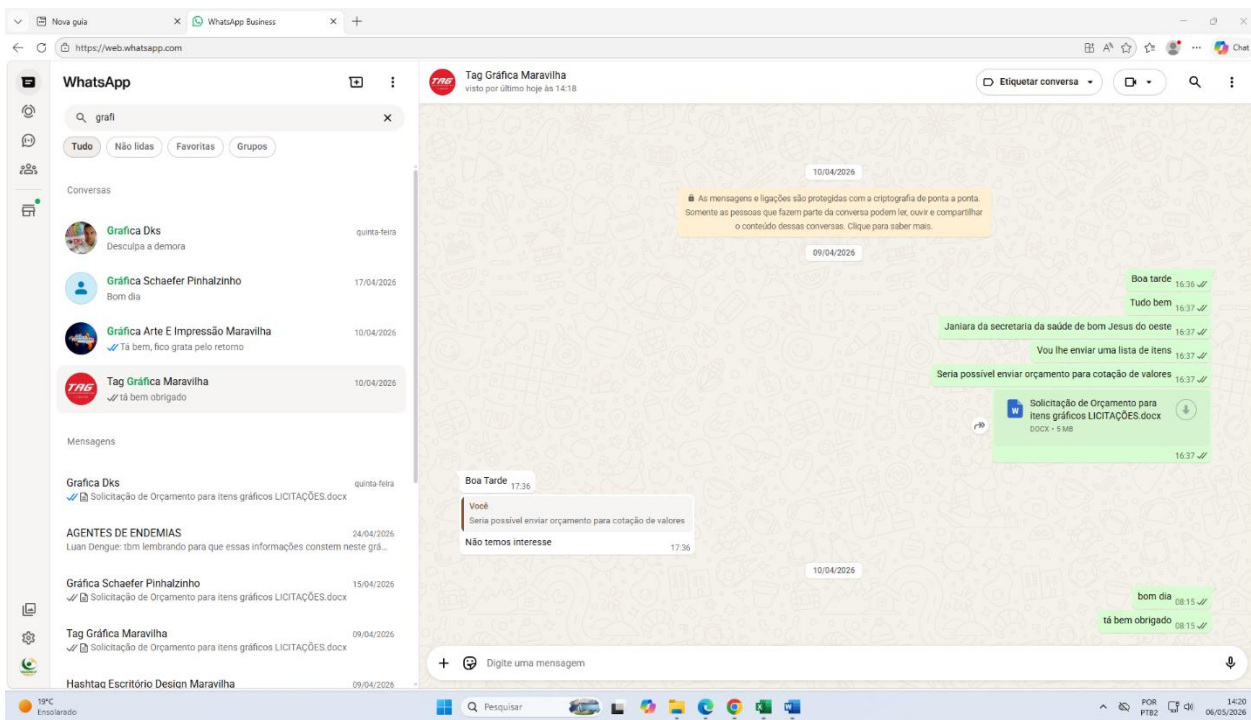 Nova guia
WhatsApp Business
https://web.whatsapp.com
Chat
WhatsApp
grafi
Tudo
Não lidas
Favoritas
Grupos
Conversas
Grafica Dks
quinta-feira
Desculpa a demora
Gráfica Schaefer Pinhalzinho
17/04/2026
Bom dia
Gráfica Arte E Impressão Maravilha
10/04/2026
Tá bem, fico grata pelo retorno
TAG
Tag Gráfica Maravilha
10/04/2026
tá bem obrigado
Mensagens
Grafica Dks
quinta-feira
Solicitação de Orçamento para itens gráficos LICITAÇÕES.docx
AGENTES DE ENDEMIAS
24/04/2026
Luan Dengue: tbm lembrando para que essas informações constem neste grá...
Gráfica Schaefer Pinhalzinho
15/04/2026
Solicitação de Orçamento para itens gráficos LICITAÇÕES.docx
Tag Gráfica Maravilha
09/04/2026
Solicitação de Orçamento para itens gráficos LICITAÇÕES.docx
Hashtag Escritório Design Maravilha
09/04/2026
TAG
Tag Gráfica Maravilha
visto por último hoje às 14:18
Etiquetar conversa
10/04/2026
As mensagens e ligações são protegidas com a criptografia de ponta a ponta.
Somente as pessoas que fazem parte da conversa podem ler, ouvir e compartilhar
o conteúdo dessas conversas. Clique para saber mais.
09/04/2026
Boa tarde 16:36
Tudo bem 16:37
Janiara da secretaria da saúde de bom Jesus do oeste 16:37
Vou lhe enviar uma lista de itens 16:37
Seria possível enviar orçamento para cotação de valores 16:37
W
Solicitação de Orçamento para
itens gráficos LICITAÇÕES.docx
DOCX • 5 MB
16:37
Boa Tarde 17:36
Você
Seria possível enviar orçamento para cotação de valores
Não temos interesse 17:36
10/04/2026
bom dia 08:15
tá bem obrigado 08:15
Digite uma mensagem
19°C
Ensolarado
Pesquisar
POR
PTB2
14:20
06/05/2026